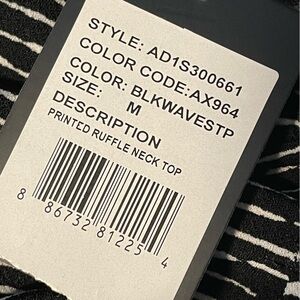 STYLE: AD1S300661
COLOR CODE:AX964
COLOR: BLKWAVESTP
SIZE: M
DESCRIPTION
PRINTED RUFFLE NECK TOP
8 86732 81225 4